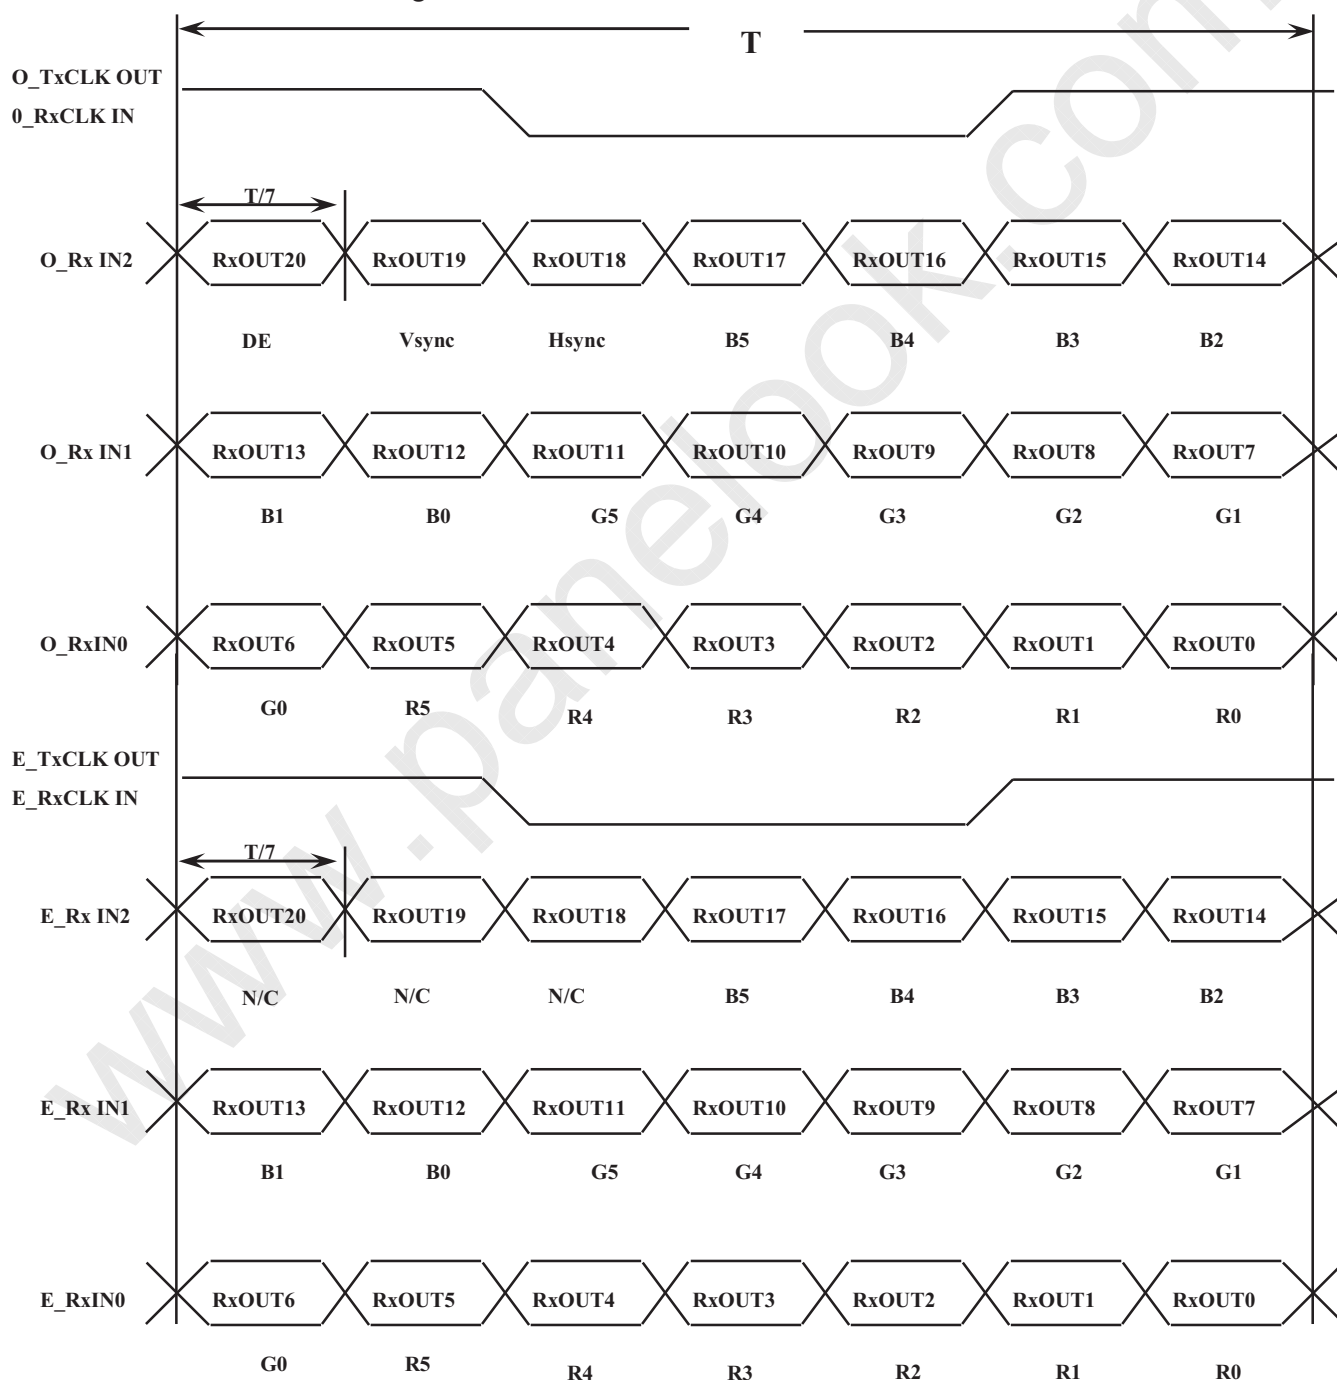 T
O_TxCLK OUT
0_RxCLK IN
T/7
O_Rx IN2 RxOUT20 RxOUT19 RxOUT18 RxOUT17 RxOUT16 RxOUT15 RxOUT14
DE Vsync Hsync B5 B4 B3 B2
O_Rx IN1 RxOUT13 RxOUT12 RxOUT11 RxOUT10 RxOUT9 RxOUT8 RxOUT7
B1 B0 G5 G4 G3 G2 G1
O_RxIN0 RxOUT6 RxOUT5 RxOUT4 RxOUT3 RxOUT2 RxOUT1 RxOUT0
G0 R5 R4 R3 R2 R1 R0
E_TxCLK OUT
E_RxCLK IN
T/7
E_Rx IN2 RxOUT20 RxOUT19 RxOUT18 RxOUT17 RxOUT16 RxOUT15 RxOUT14
N/C N/C N/C B5 B4 B3 B2
E_Rx IN1 RxOUT13 RxOUT12 RxOUT11 RxOUT10 RxOUT9 RxOUT8 RxOUT7
B1 B0 G5 G4 G3 G2 G1
E_RxIN0 RxOUT6 RxOUT5 RxOUT4 RxOUT3 RxOUT2 RxOUT1 RxOUT0
G0 R5 R4 R3 R2 R1 R0
www.panelook.com